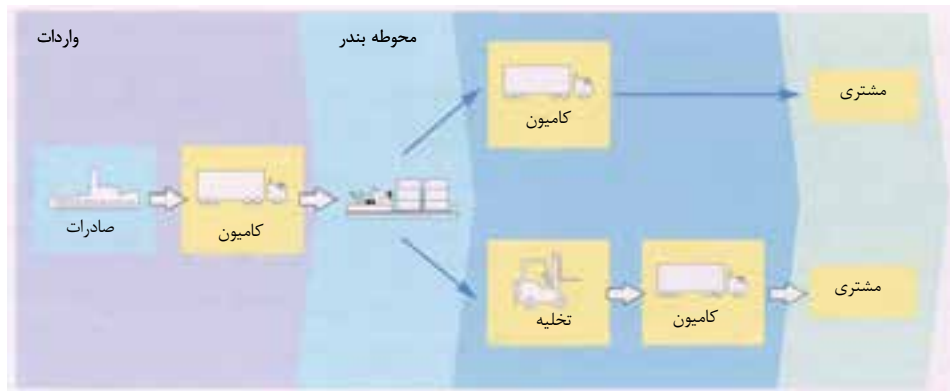 واردات
محوطه بندر
کامیون
مشتری
صادرات
کامیون
تخلیه
کامیون
مشتری